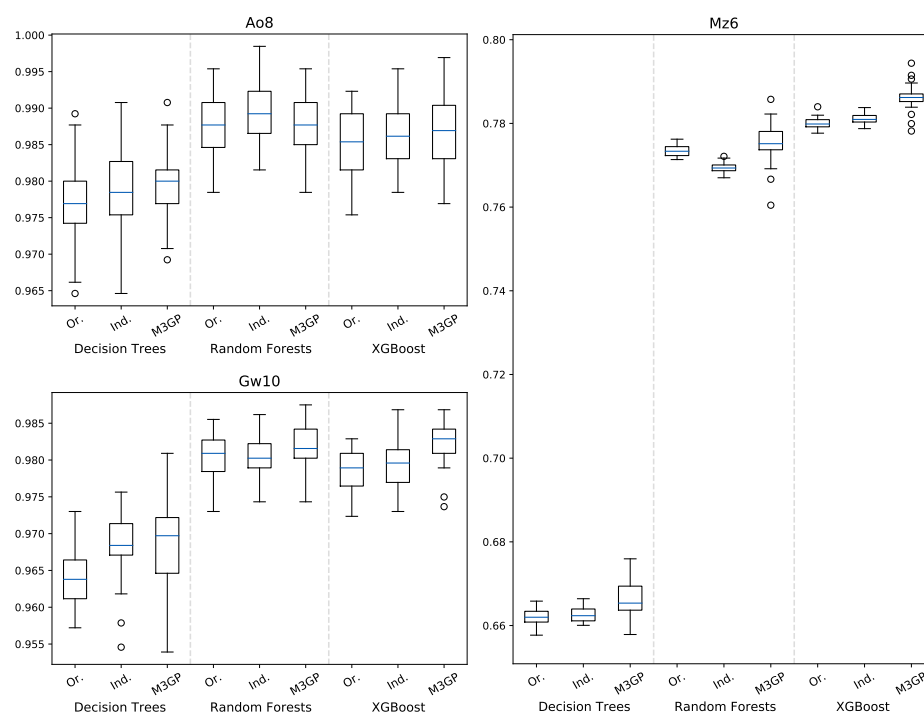 Ao8
1.000
0.995
0.990
0.985
0.980
0.975
0.970
0.965
Or. Ind. M3GP Or. Ind. M3GP Or. Ind. M3GP
Decision Trees Random Forests XGBoost
Gw10
0.985
0.980
0.975
0.970
0.965
0.960
0.955
Or. Ind. M3GP Or. Ind. M3GP Or. Ind. M3GP
Decision Trees Random Forests XGBoost
Mz6
0.80
0.78
0.76
0.74
0.72
0.70
0.68
0.66
Or. Ind. M3GP Or. Ind. M3GP Or. Ind. M3GP
Decision Trees Random Forests XGBoost